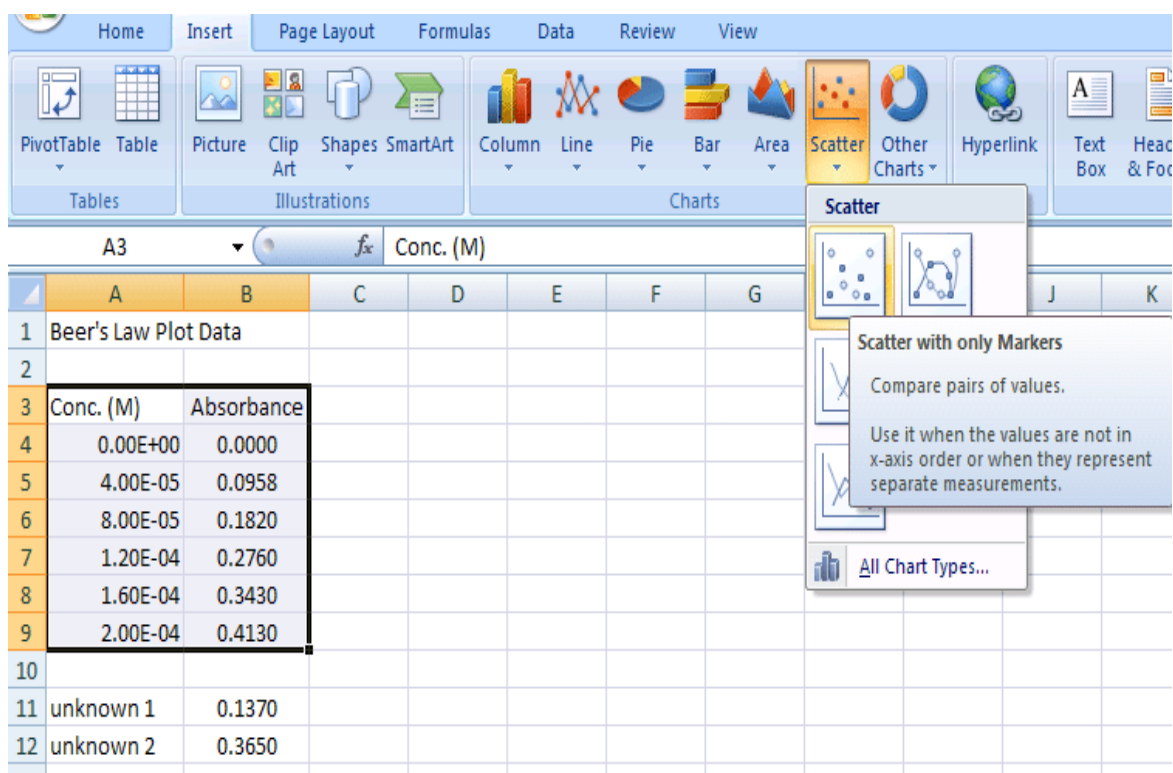 Home Insert Page Layout Formulas Data Review View
PivotTable Table Picture Clip Art Shapes SmartArt Column Line Pie Bar Area Scatter Other Charts Hyperlink Text Box
Tables Illustrations Charts
Scatter
A3 fx Conc. (M)
A B C D E F G J K
1 Beer's Law Plot Data
2
Scatter with only Markers
Compare pairs of values.
Use it when the values are not in
x-axis order or when they represent
separate measurements.
3 Conc. (M) Absorbance
4 0.00E+00 0.0000
5 4.00E-05 0.0958
6 8.00E-05 0.1820
7 1.20E-04 0.2760
8 1.60E-04 0.3430
9 2.00E-04 0.4130
All Chart Types...
10
11 unknown 1 0.1370
12 unknown 2 0.3650